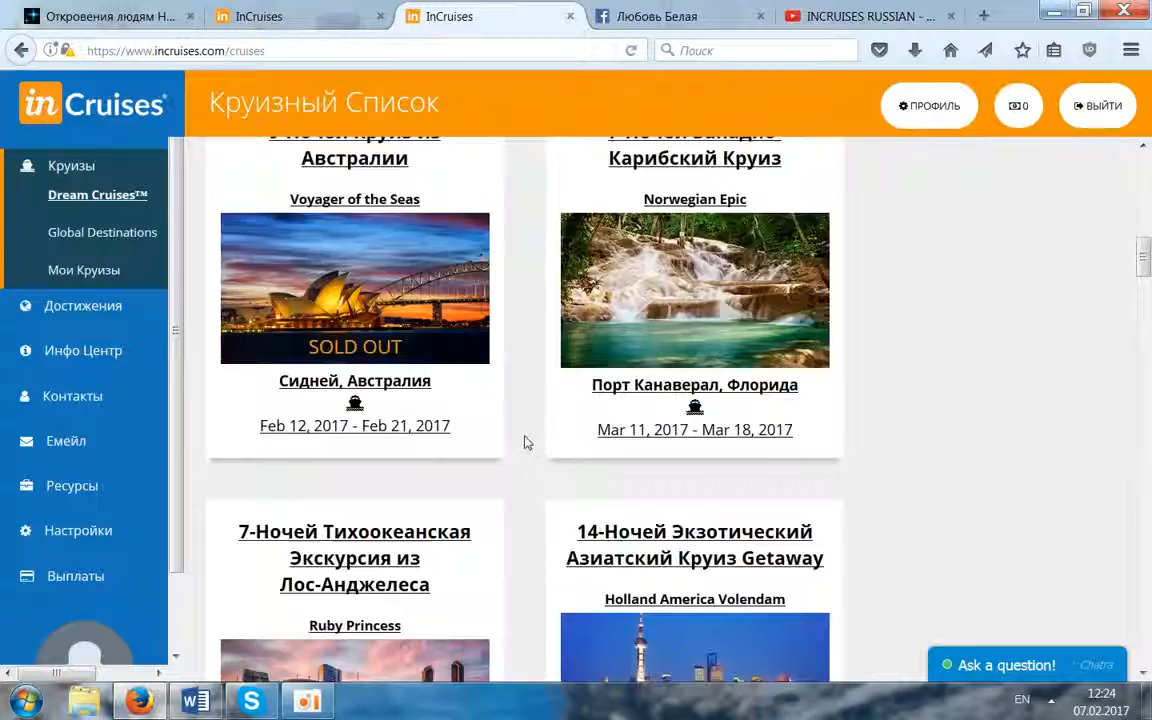 Откровения людям Н...
InCruises
InCruises
Любовь Белая
INCRUISES RUSSIAN - ...
https://www.incruises.com/cruises
Поиск
inCruises®
Круизный Список
ПРОФИЛЬ
0
ВЫЙТИ
Круизы
Dream Cruises™
Global Destinations
Мои Круизы
Достижения
Инфо Центр
Контакты
Емейл
Ресурсы
Настройки
Выплаты
Австралии
Voyager of the Seas
SOLD OUT
Сидней, Австралия
Feb 12, 2017 - Feb 21, 2017
Карибский Круиз
Norwegian Epic
Порт Канаверал, Флорида
Mar 11, 2017 - Mar 18, 2017
7-Ночей Тихоокеанская
Экскурсия из
Лос-Анджелеса
Ruby Princess
14-Ночей Экзотический
Азиатский Круиз Getaway
Holland America Volendam
Ask a question!
Chatra
EN
12:24
07.02.2017